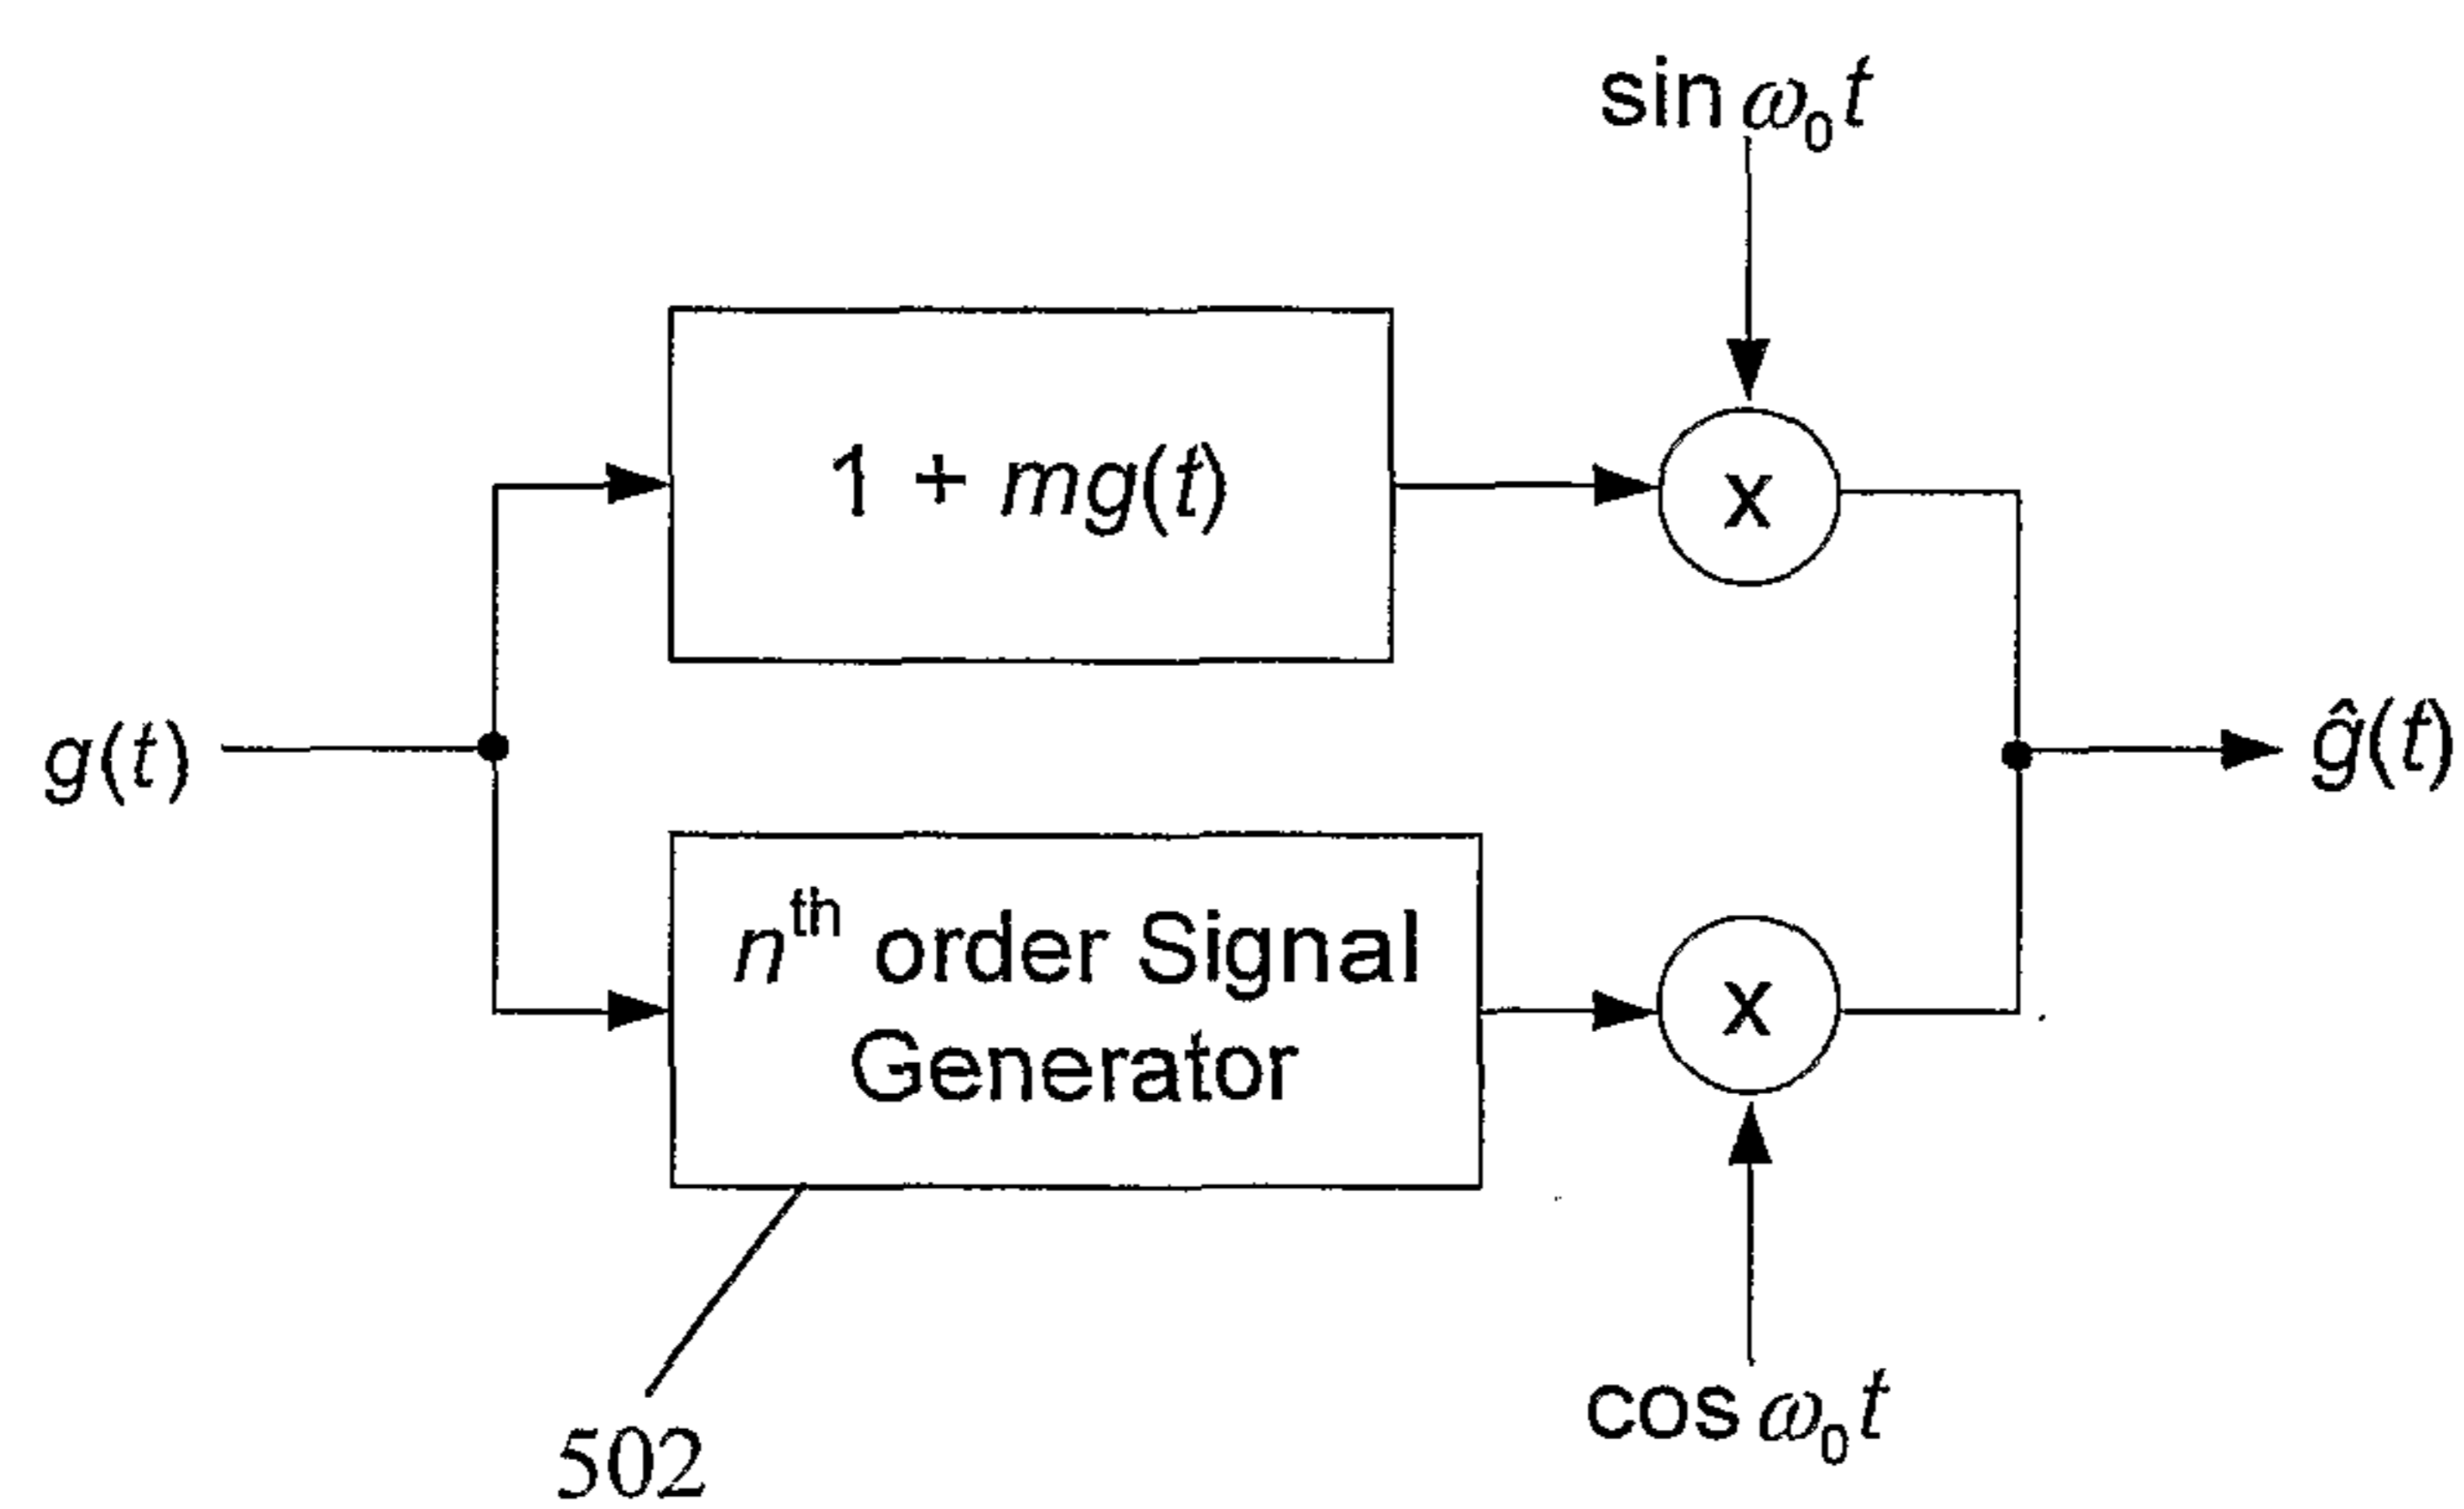 sin ω₀t
1 + mg(t)
x
g(t)
ĝ(t)
nᵗʰ order Signal
Generator
x
cos ω₀t
502